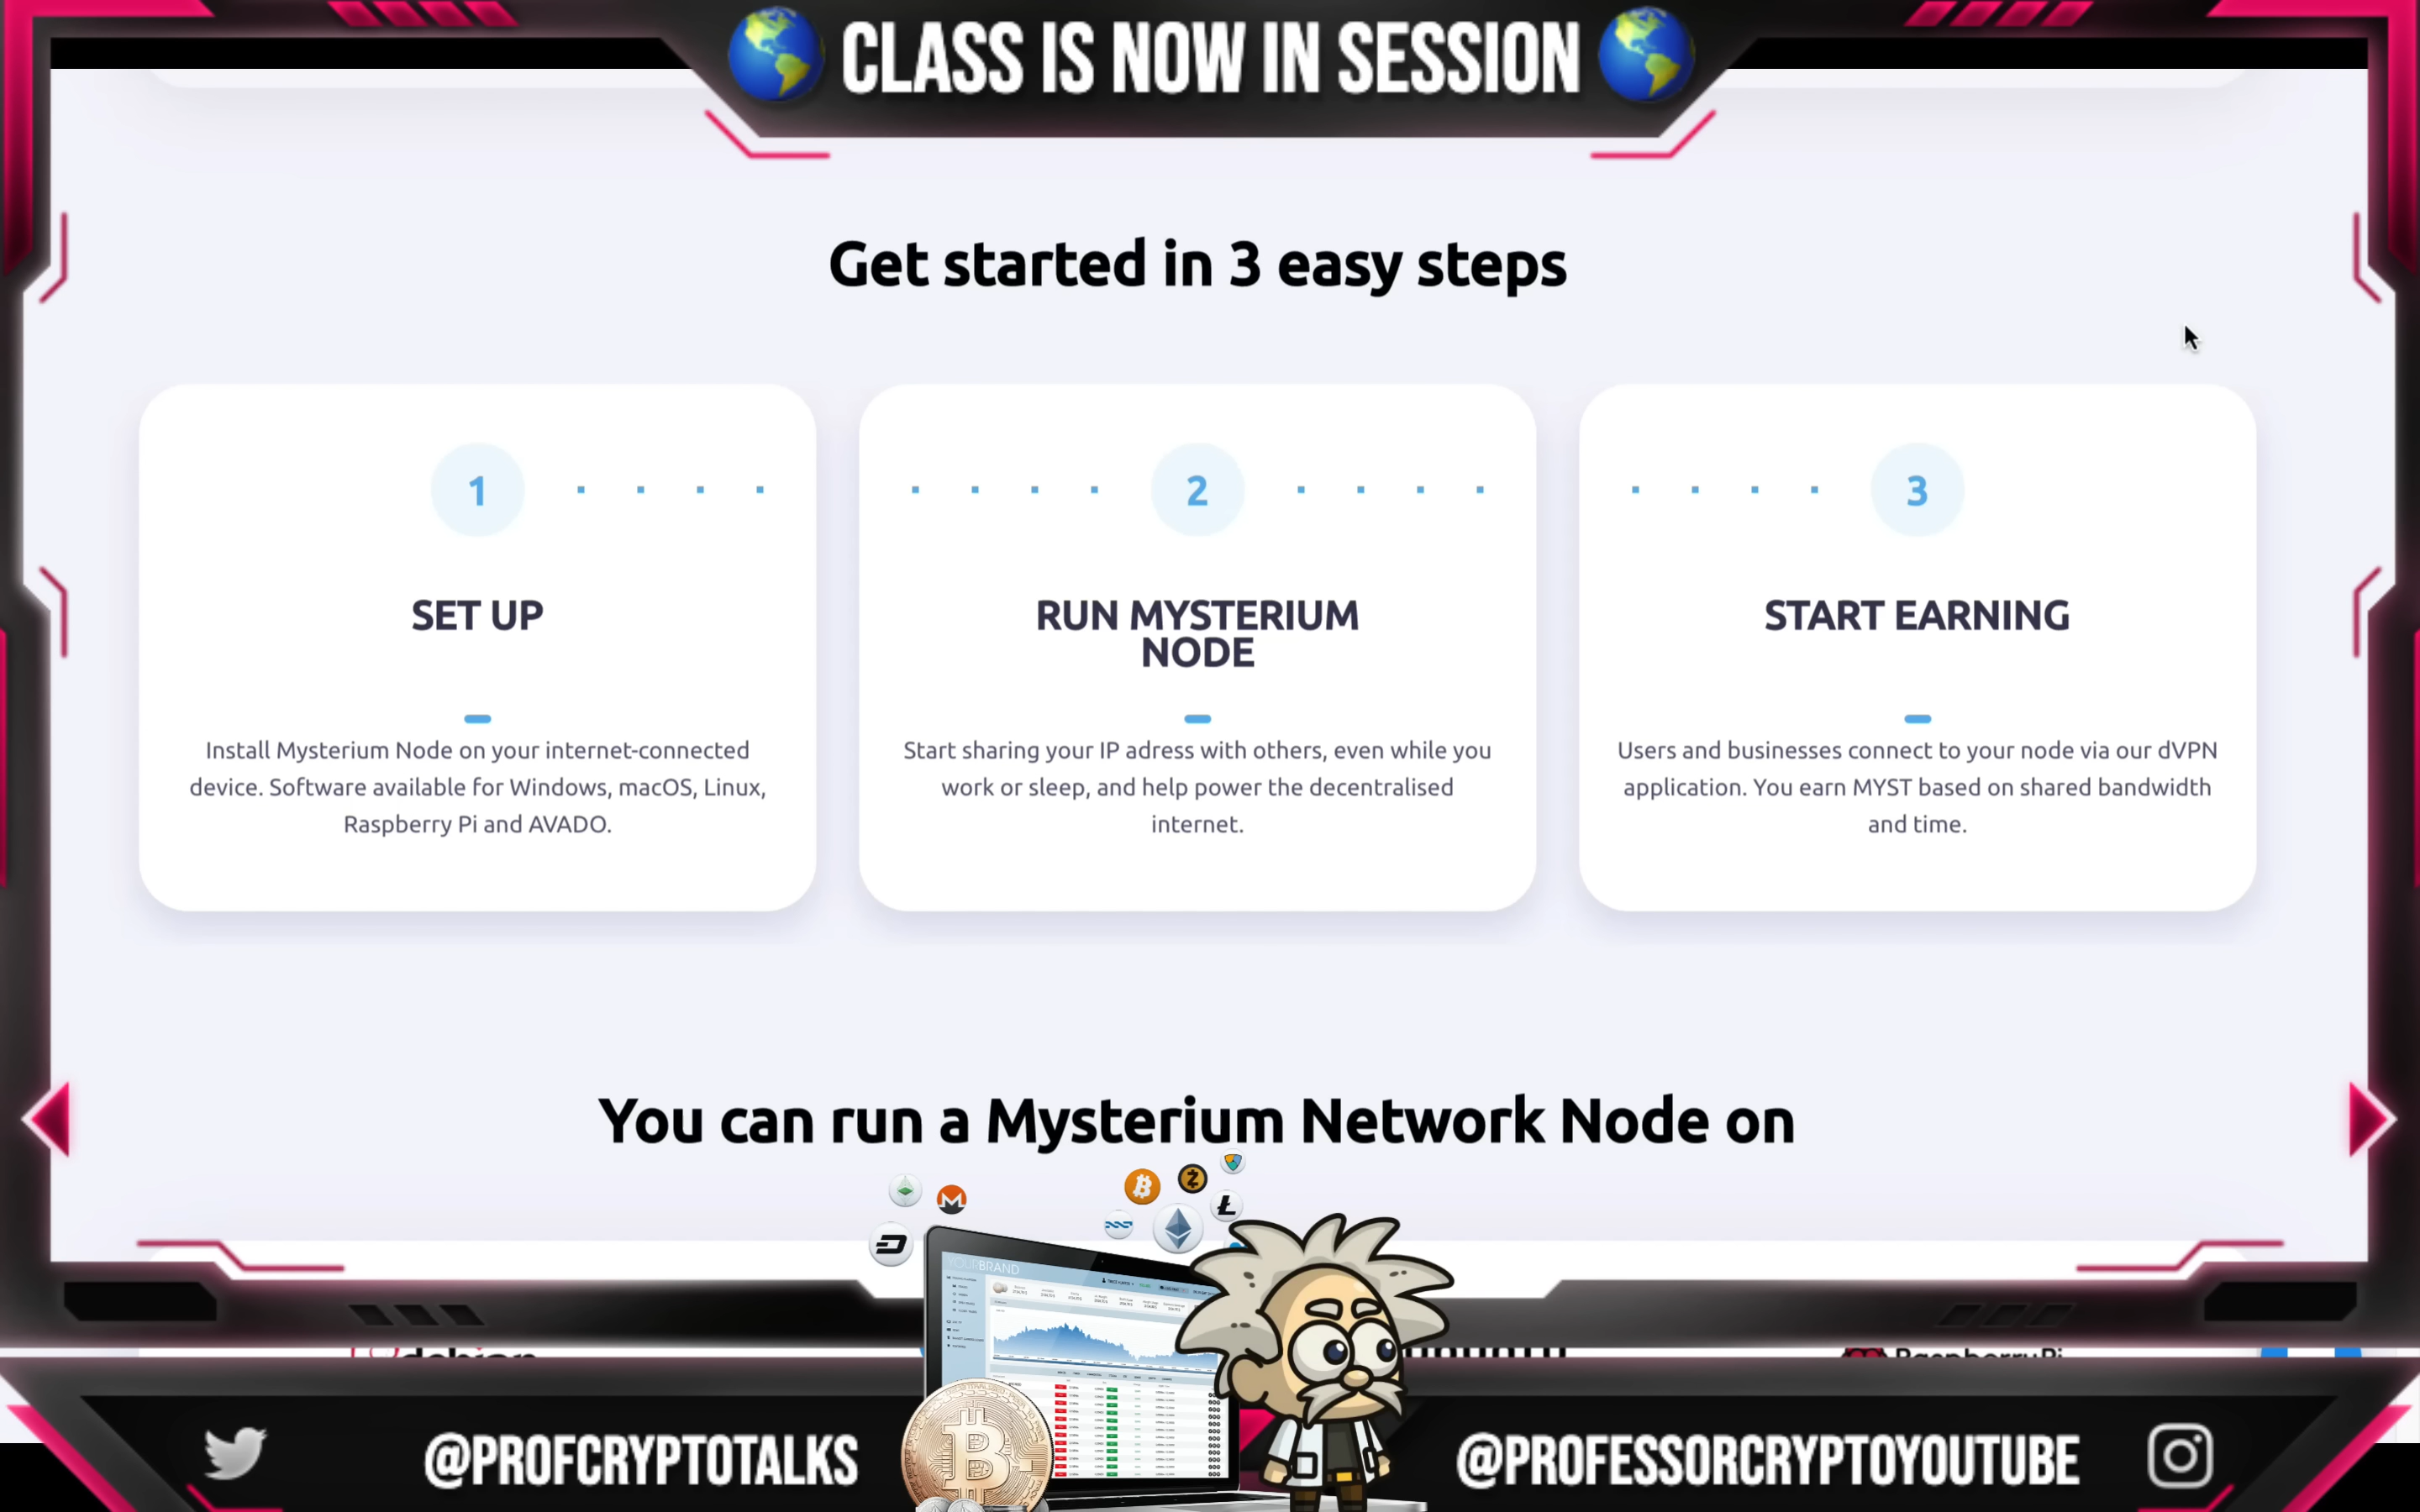 CLASS IS NOW IN SESSION
Get started in 3 easy steps
1
2
3
SET UP
RUN MYSTERIUM
NODE
START EARNING
Install Mysterium Node on your internet-connected
device. Software available for Windows, macOS, Linux,
Raspberry Pi and AVADO.
Start sharing your IP adress with others, even while you
work or sleep, and help power the decentralised
internet.
Users and businesses connect to your node via our dVPN
application. You earn MYST based on shared bandwidth
and time.
You can run a Mysterium Network Node on
YOURBRAND
debian
ubuntu
RaspberryPi
@PROFCRYPTOTALKS
@PROFESSORCRYPTOYOUTUBE